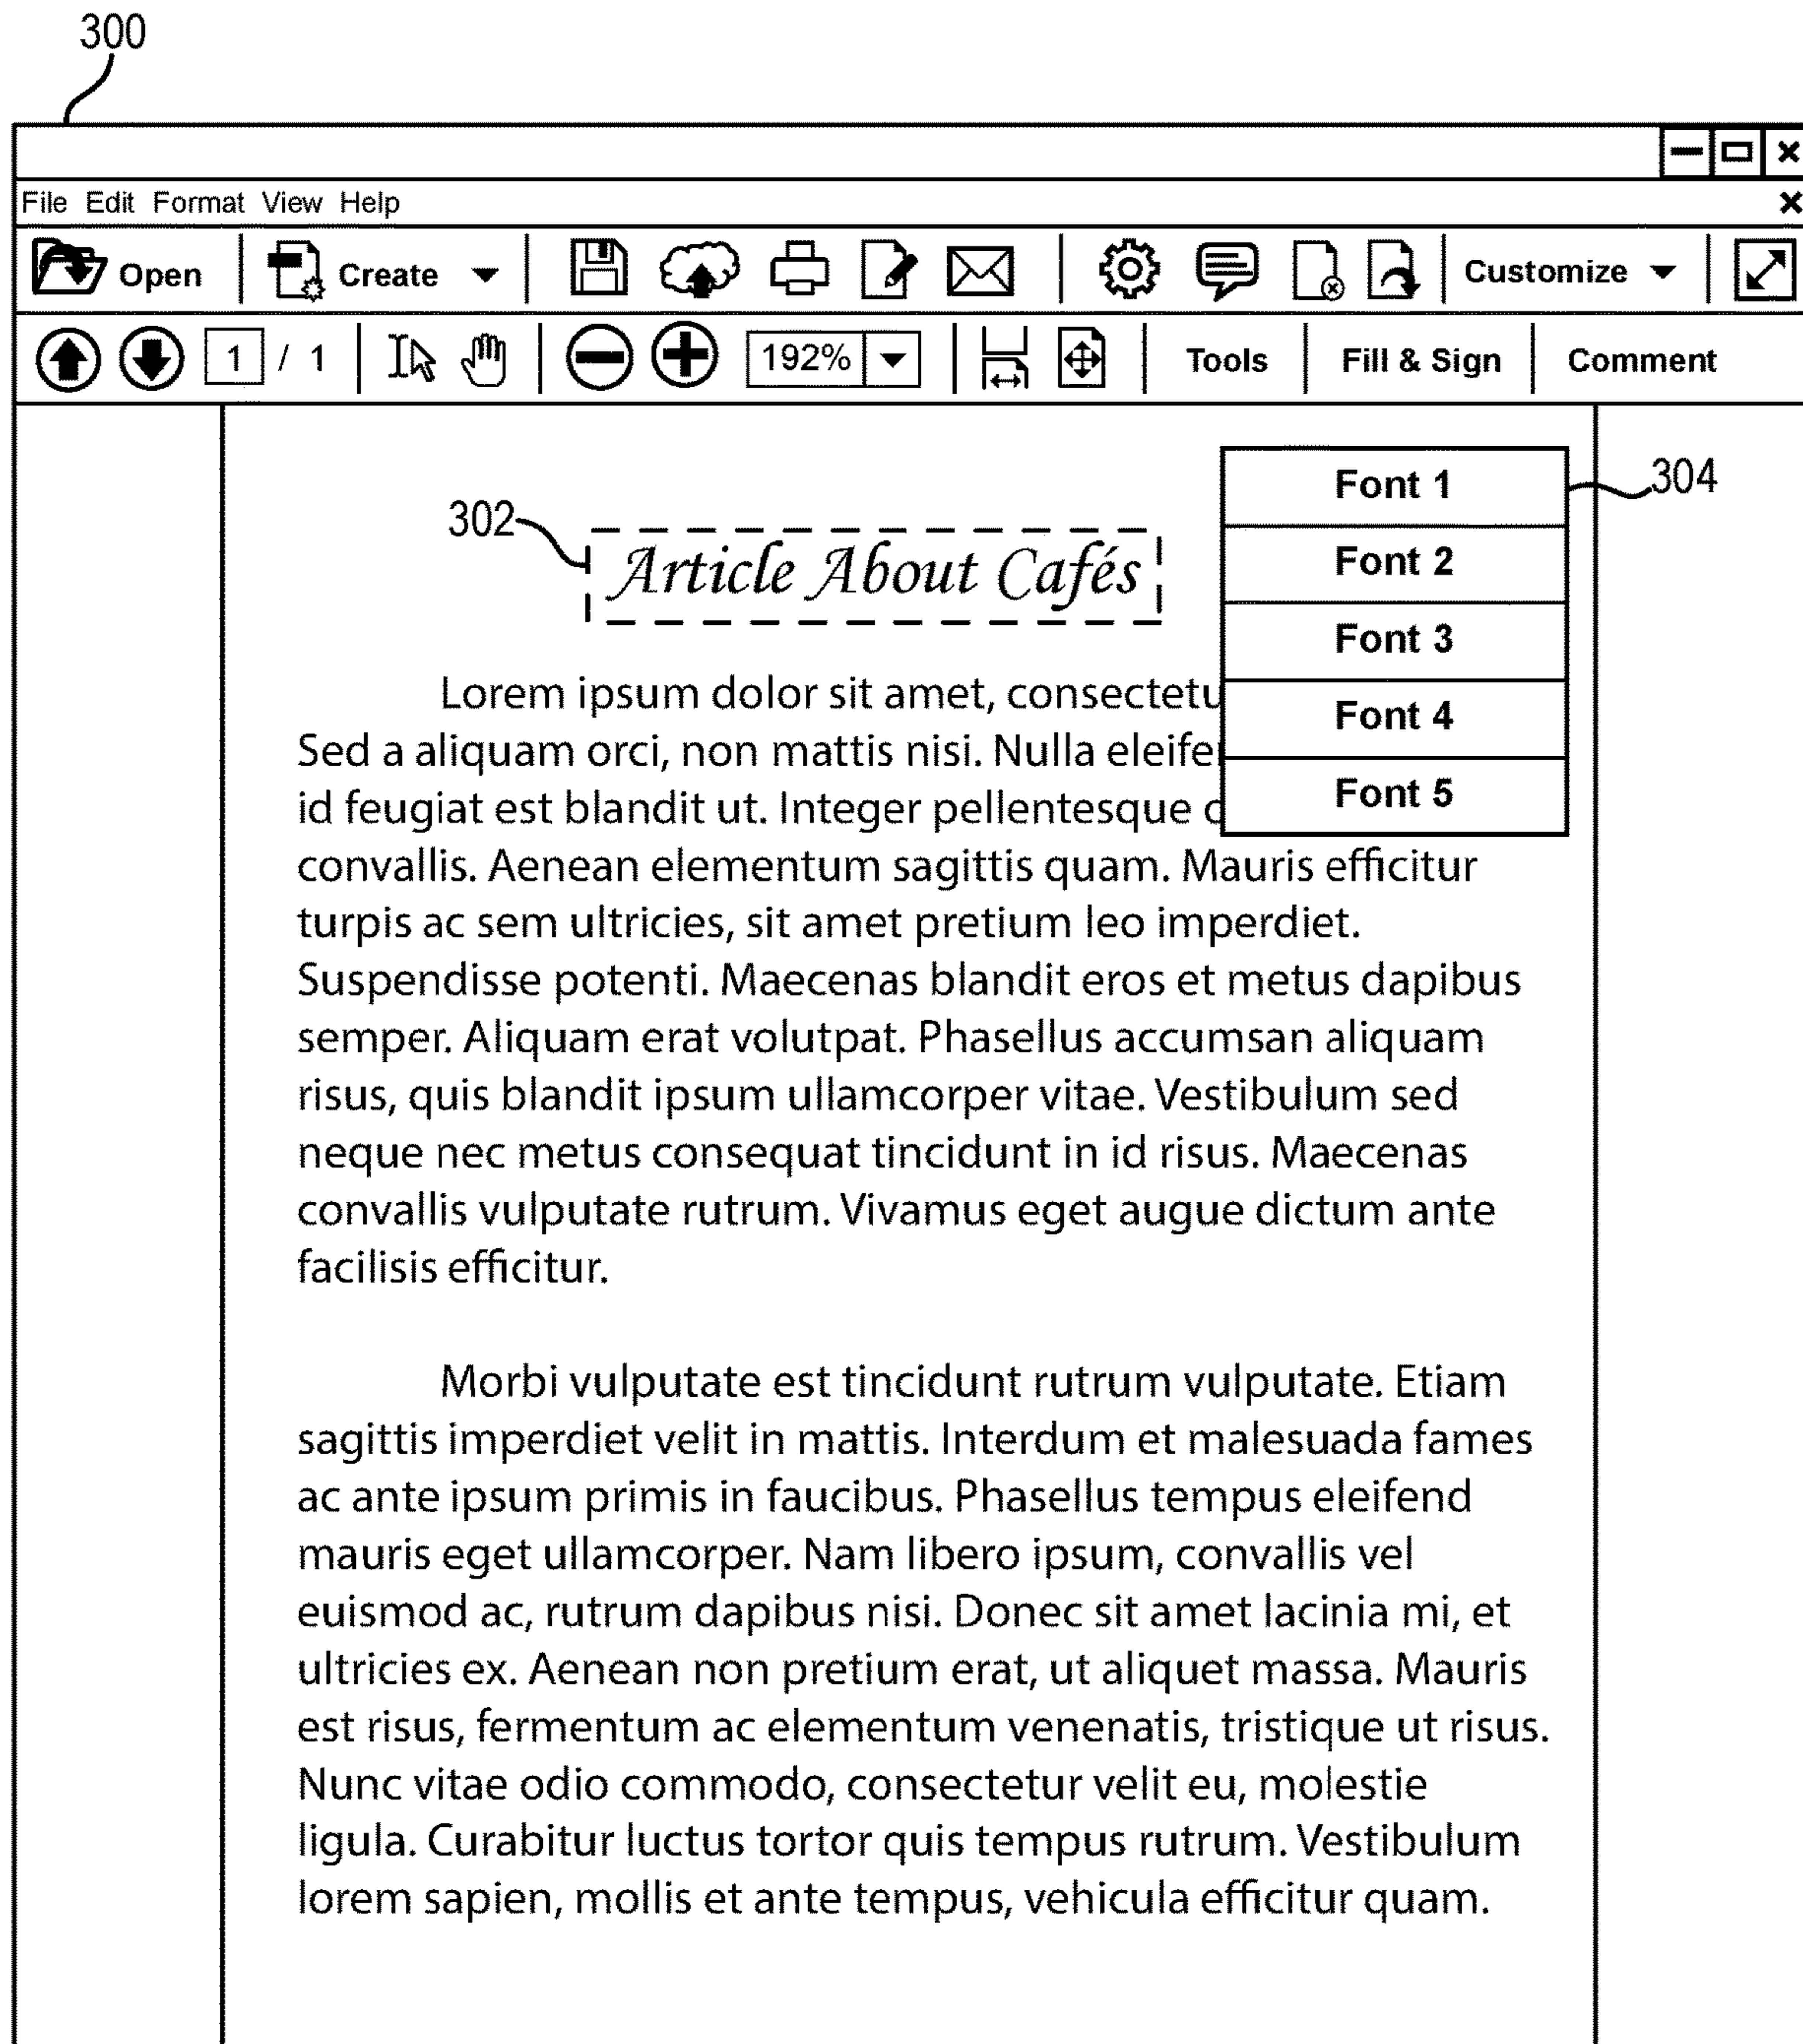 300
File Edit Format View Help
Open Create Customize
1 / 1 192% Tools Fill & Sign Comment
Font 1 304
302 Article About Cafés
Font 2
Font 3
Lorem ipsum dolor sit amet, consectetu
Font 4
Sed a aliquam orci, non mattis nisi. Nulla eleife
Font 5
id feugiat est blandit ut. Integer pellentesque
convallis. Aenean elementum sagittis quam. Mauris efficitur
turpis ac sem ultricies, sit amet pretium leo imperdiet.
Suspendisse potenti. Maecenas blandit eros et metus dapibus
semper. Aliquam erat volutpat. Phasellus accumsan aliquam
risus, quis blandit ipsum ullamcorper vitae. Vestibulum sed
neque nec metus consequat tincidunt in id risus. Maecenas
convallis vulputate rutrum. Vivamus eget augue dictum ante
facilisis efficitur.
Morbi vulputate est tincidunt rutrum vulputate. Etiam
sagittis imperdiet velit in mattis. Interdum et malesuada fames
ac ante ipsum primis in faucibus. Phasellus tempus eleifend
mauris eget ullamcorper. Nam libero ipsum, convallis vel
euismod ac, rutrum dapibus nisi. Donec sit amet lacinia mi, et
ultricies ex. Aenean non pretium erat, ut aliquet massa. Mauris
est risus, fermentum ac elementum venenatis, tristique ut risus.
Nunc vitae odio commodo, consectetur velit eu, molestie
ligula. Curabitur luctus tortor quis tempus rutrum. Vestibulum
lorem sapien, mollis et ante tempus, vehicula efficitur quam.